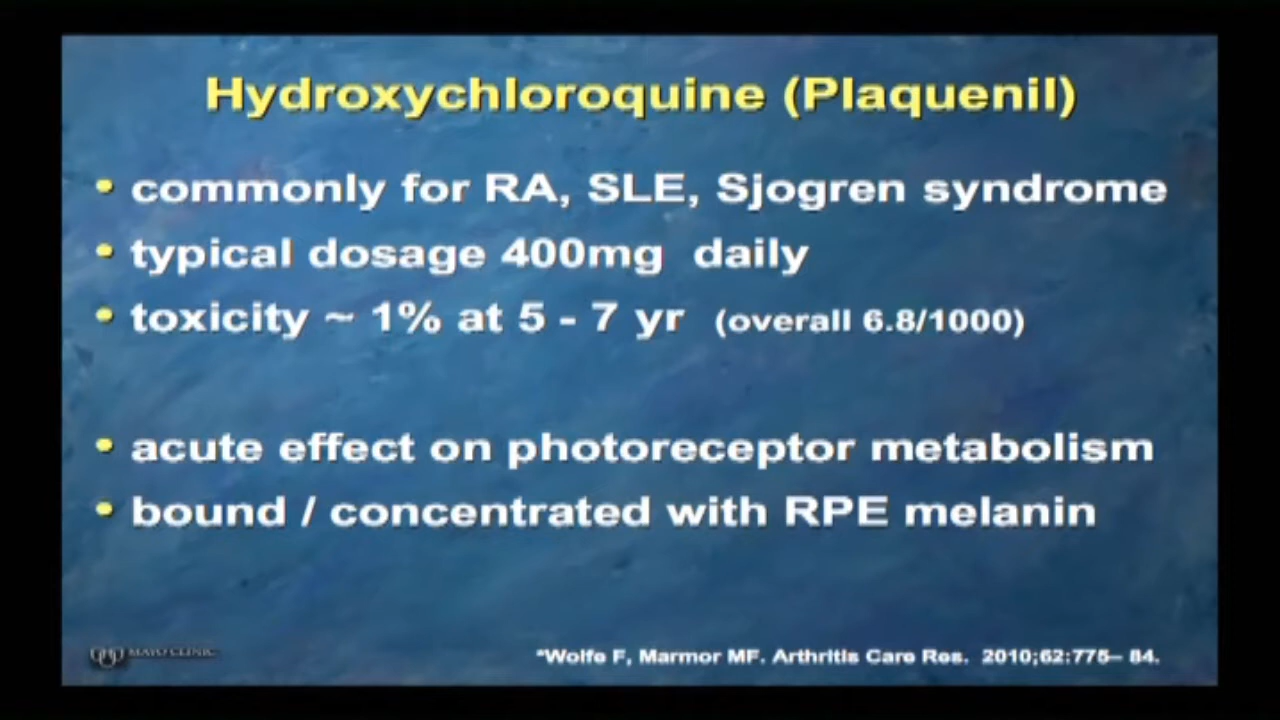 Hydroxychloroquine (Plaquenil)
• commonly for RA, SLE, Sjogren syndrome
• typical dosage 400mg daily
• toxicity ~ 1% at 5 - 7 yr (overall 6.8/1000)
• acute effect on photoreceptor metabolism
• bound / concentrated with RPE melanin
MAYO CLINIC
*Wolfe F, Marmor MF. Arthritis Care Res. 2010;62:775– 84.